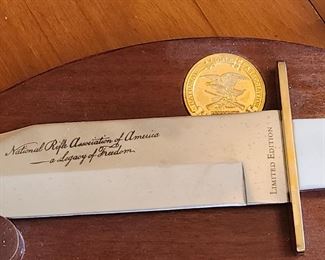 National Rifle Association of America
a Legacy of Freedom
LIMITED EDITION